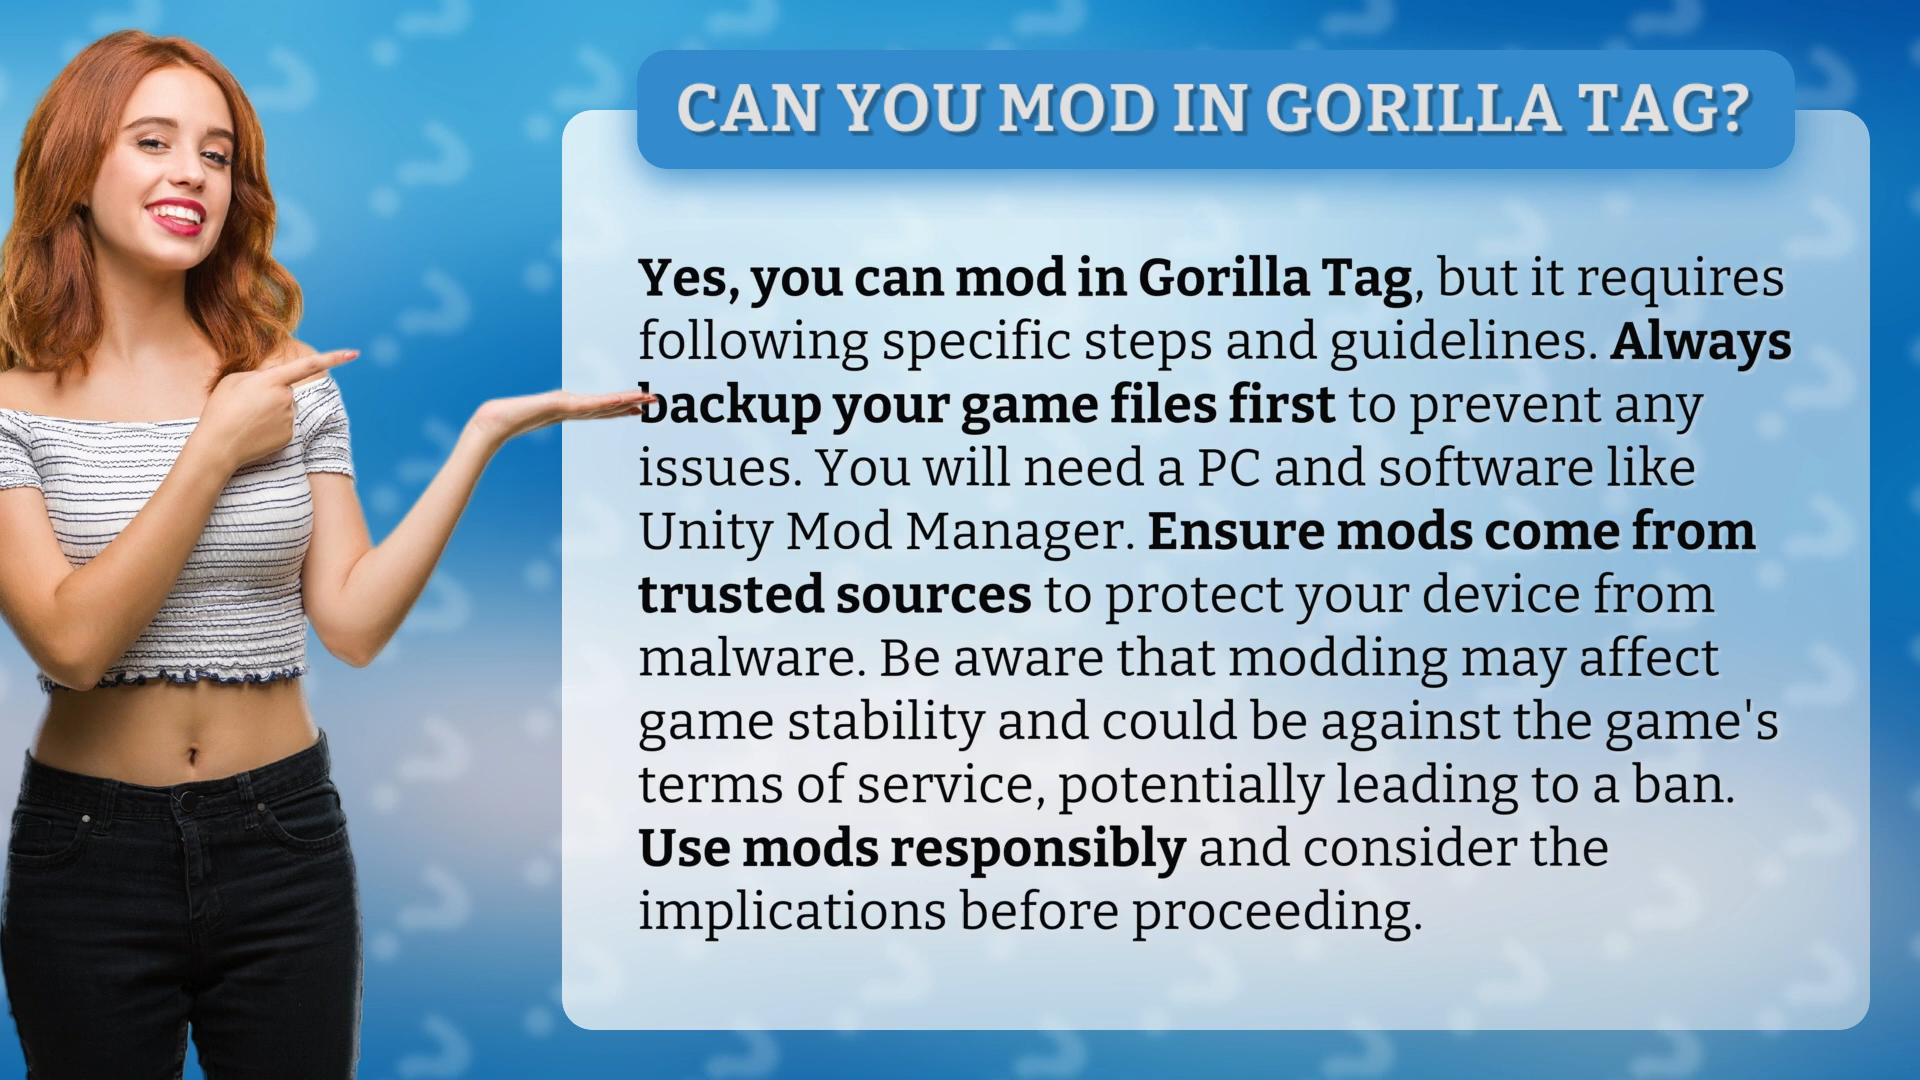 CAN YOU MOD IN GORILLA TAG?
Yes, you can mod in Gorilla Tag, but it requires
following specific steps and guidelines. Always
backup your game files first to prevent any
issues. You will need a PC and software like
Unity Mod Manager. Ensure mods come from
trusted sources to protect your device from
malware. Be aware that modding may affect
game stability and could be against the game's
terms of service, potentially leading to a ban.
Use mods responsibly and consider the
implications before proceeding.